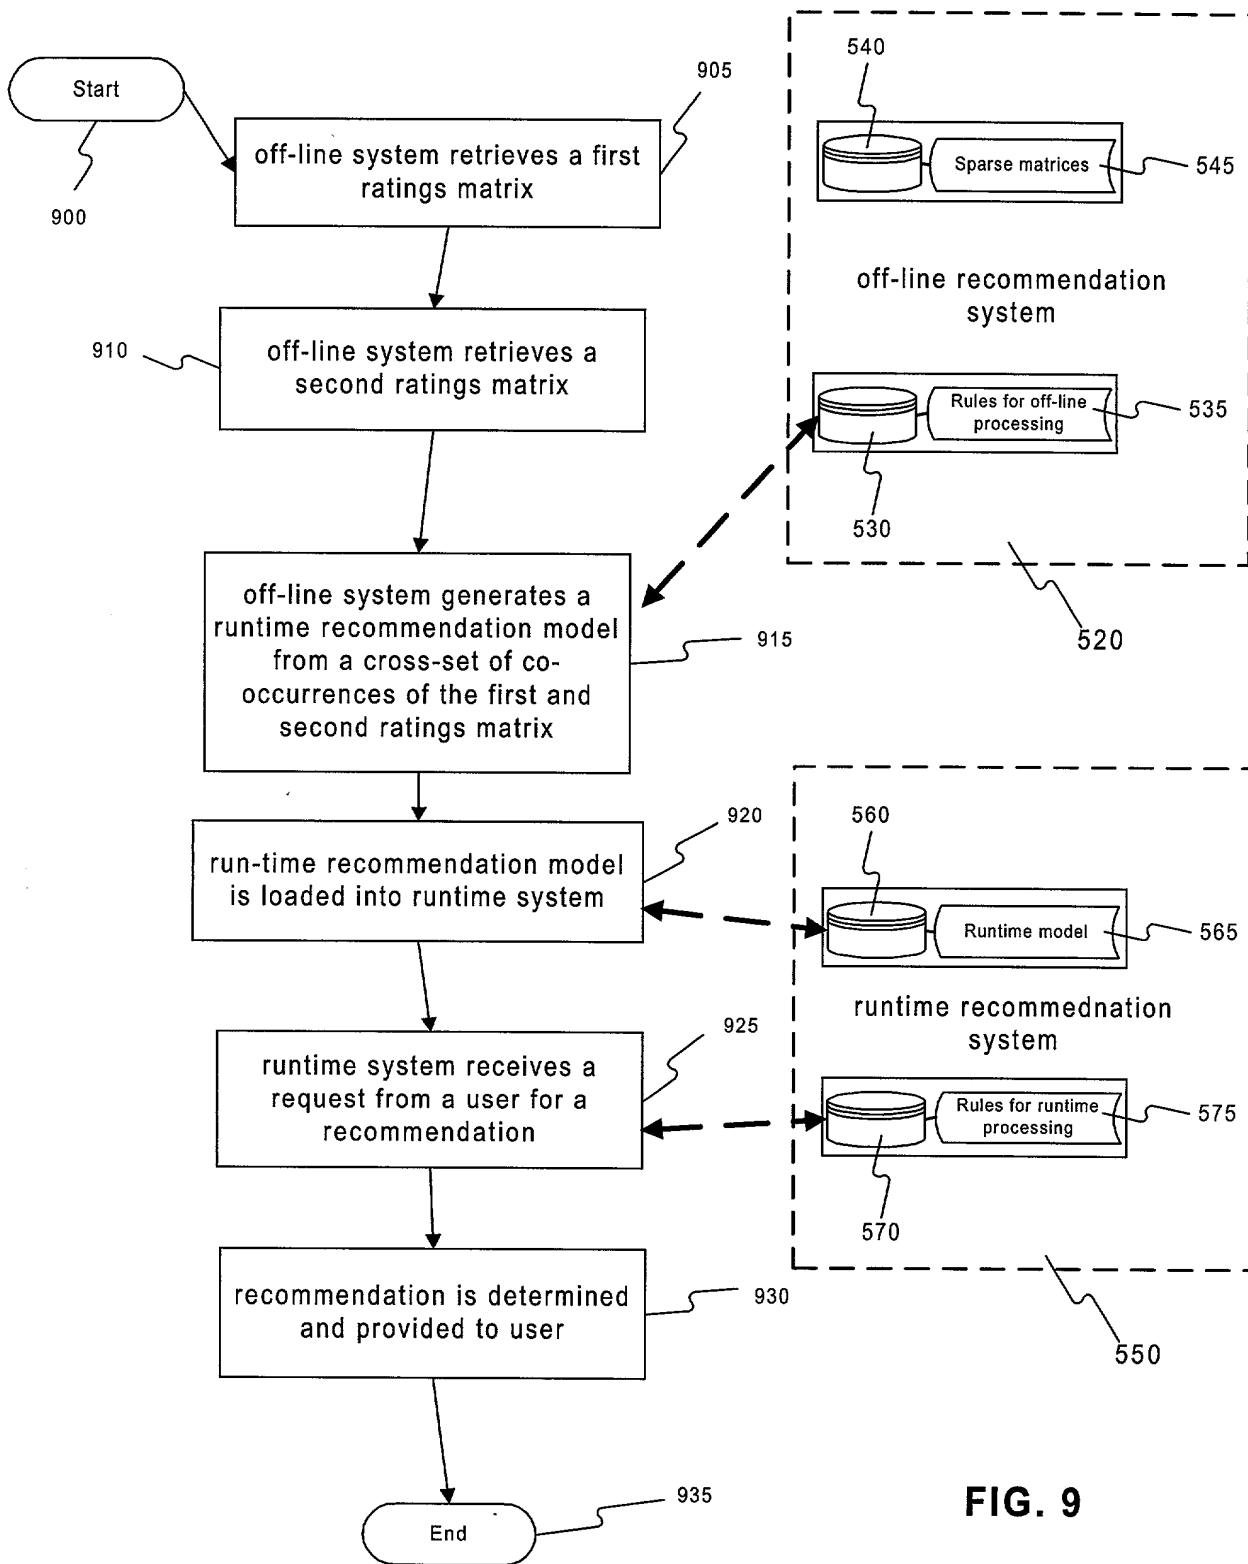 Start
900
905
off-line system retrieves a first
ratings matrix
910
off-line system retrieves a
second ratings matrix
off-line system generates a
runtime recommendation model
from a cross-set of co-
occurrences of the first and
second ratings matrix
915
920
run-time recommendation model
is loaded into runtime system
925
runtime system receives a
request from a user for a
recommendation
recommendation is determined
and provided to user
930
935
End
540
Sparse matrices
545
off-line recommendation
system
Rules for off-line
processing
535
530
520
560
Runtime model
565
runtime recommednation
system
Rules for runtime
processing
575
570
550
FIG. 9